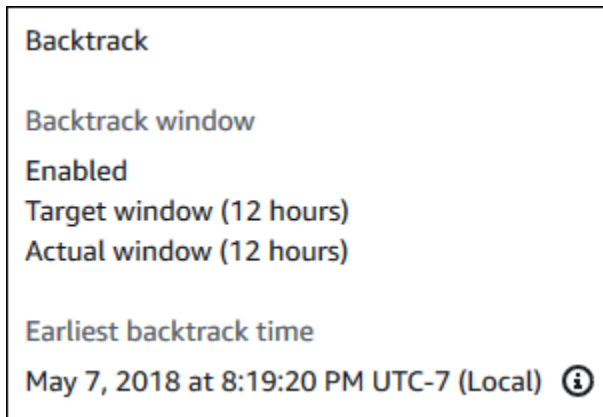 Backtrack
Backtrack window
Enabled
Target window (12 hours)
Actual window (12 hours)
Earliest backtrack time
May 7, 2018 at 8:19:20 PM UTC-7 (Local)